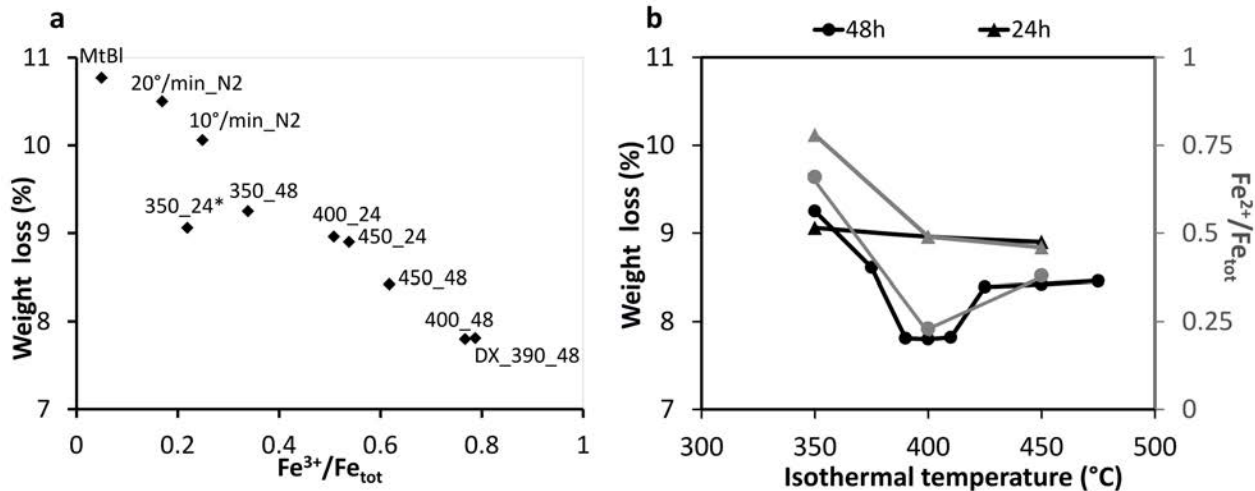 a
Weight loss (%)
11
10
9
8
7
0
0.2
0.4
0.6
0.8
1
Fe³⁺/Fe_tot
MtBl
20°/min_N2
10°/min_N2
350_24*
350_48
400_24
450_24
450_48
400_48
DX_390_48
b
48h
24h
Weight loss (%)
11
10
9
8
7
300
350
400
450
500
Isothermal temperature (°C)
1
0.75
0.5
0.25
0
Fe²⁺/Fe_tot